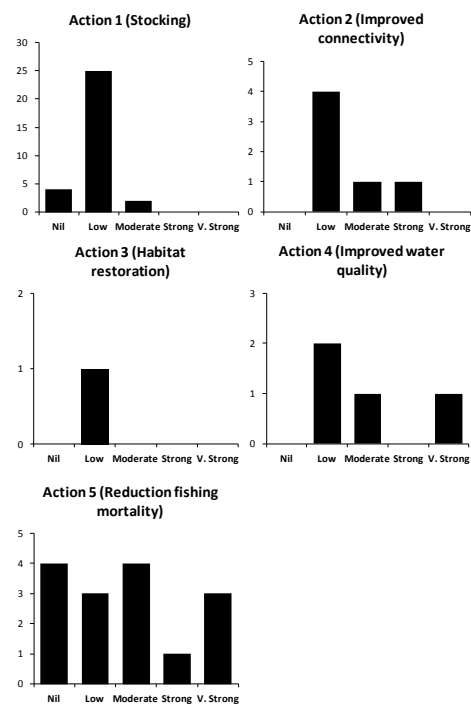 Action 1 (Stocking)
30
25
20
15
10
5
0
Nil Low Moderate Strong V. Strong
Action 2 (Improved
connectivity)
5
4
3
2
1
0
Nil Low Moderate Strong V. Strong
Action 3 (Habitat
restoration)
2
1
0
Nil Low Moderate Strong V. Strong
Action 4 (Improved water
quality)
3
2
1
0
Nil Low Moderate Strong V. Strong
Action 5 (Reduction fishing
mortality)
5
4
3
2
1
0
Nil Low Moderate Strong V. Strong